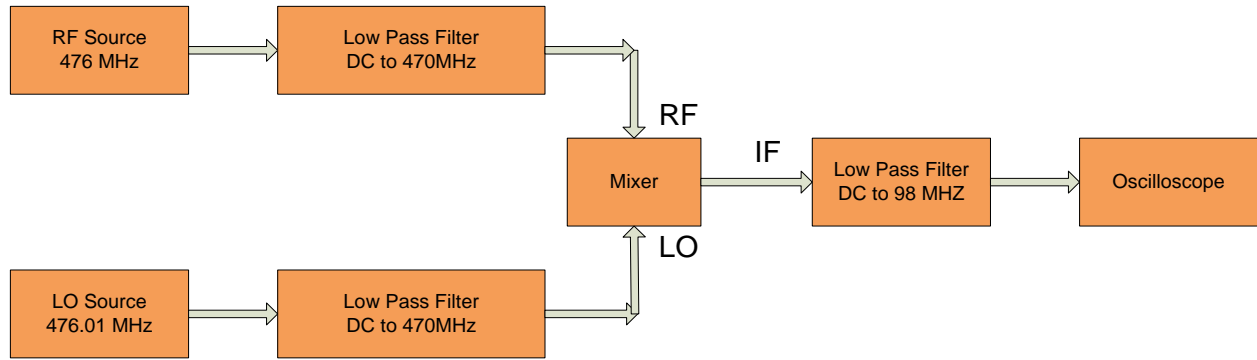 RF Source
476 MHz
Low Pass Filter
DC to 470MHz
RF
Mixer
IF
Low Pass Filter
DC to 98 MHZ
Oscilloscope
LO
LO Source
476.01 MHz
Low Pass Filter
DC to 470MHz